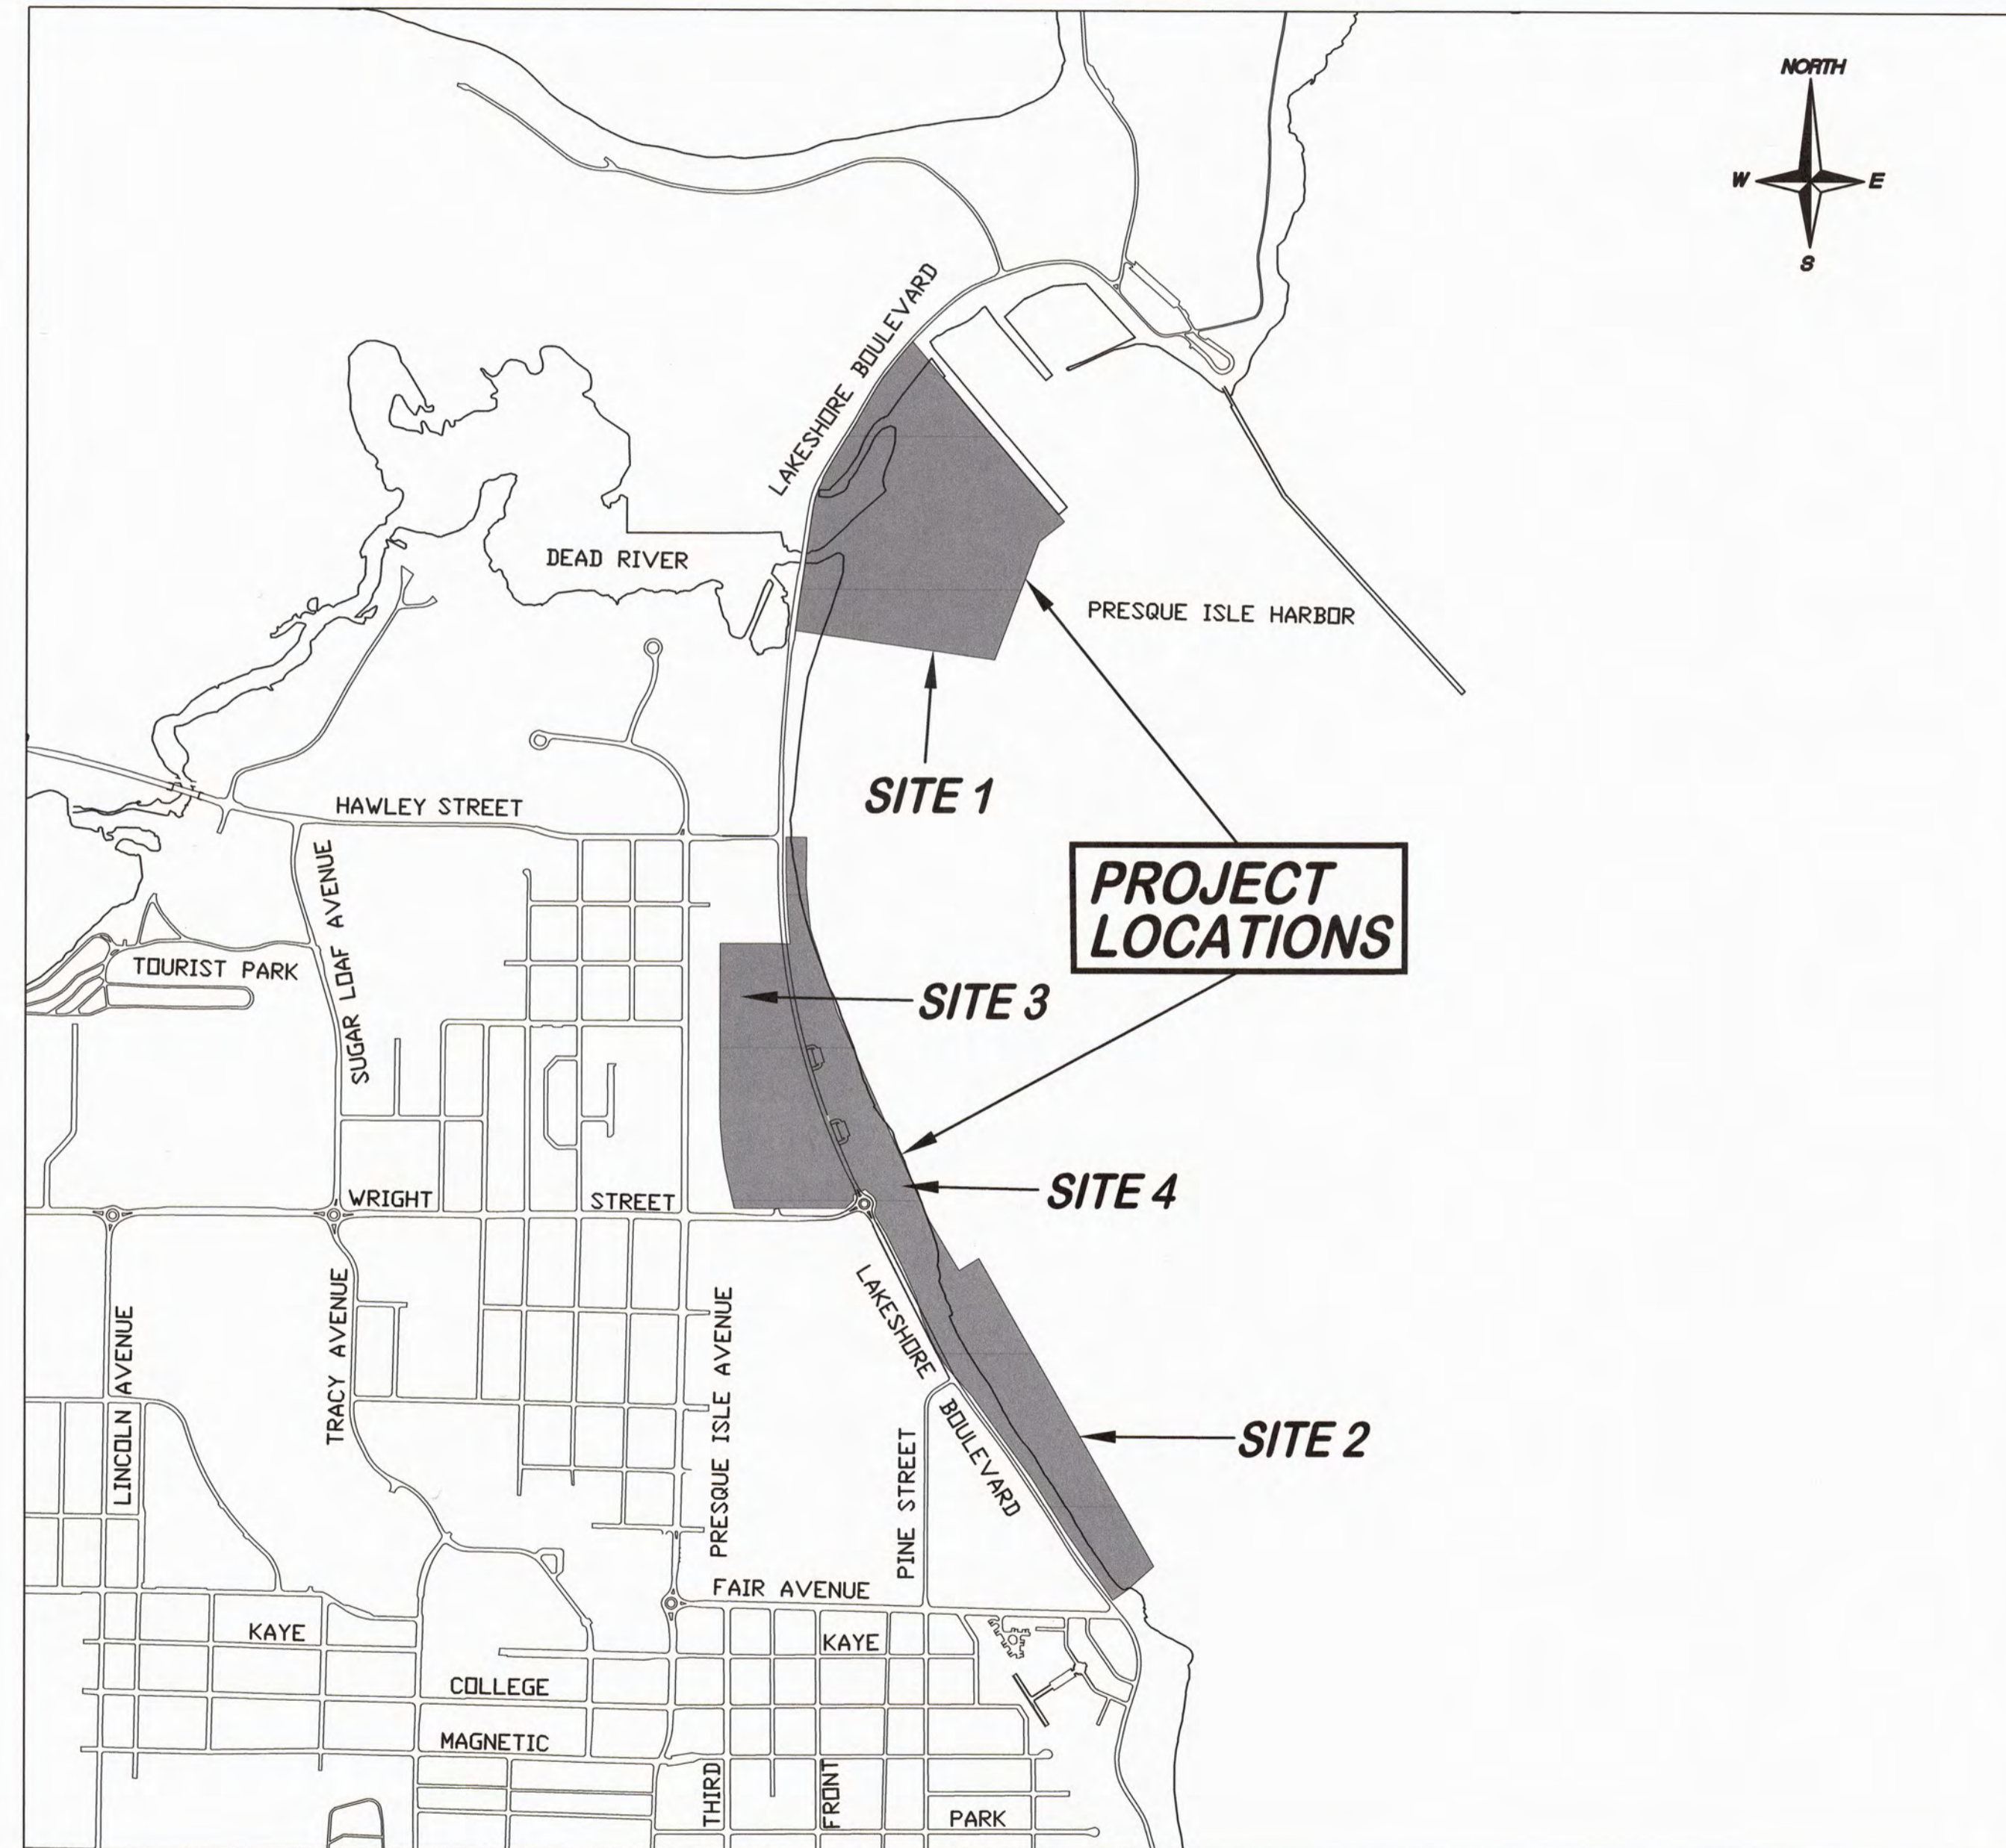 NORTH
W
E
S
LAKESHORE BOULEVARD
DEAD RIVER
PRESQUE ISLE HARBOR
SITE 1
HAWLEY STREET
PROJECT
LOCATIONS
SUGAR LOAF AVENUE
TOURIST PARK
SITE 3
WRIGHT
STREET
SITE 4
LAKESHORE
BOULEVARD
LINCOLN AVENUE
TRACY AVENUE
PRESQUE ISLE AVENUE
PINE STREET
SITE 2
FAIR AVENUE
KAYE
KAYE
COLLEGE
MAGNETIC
THIRD
FRONT
PARK